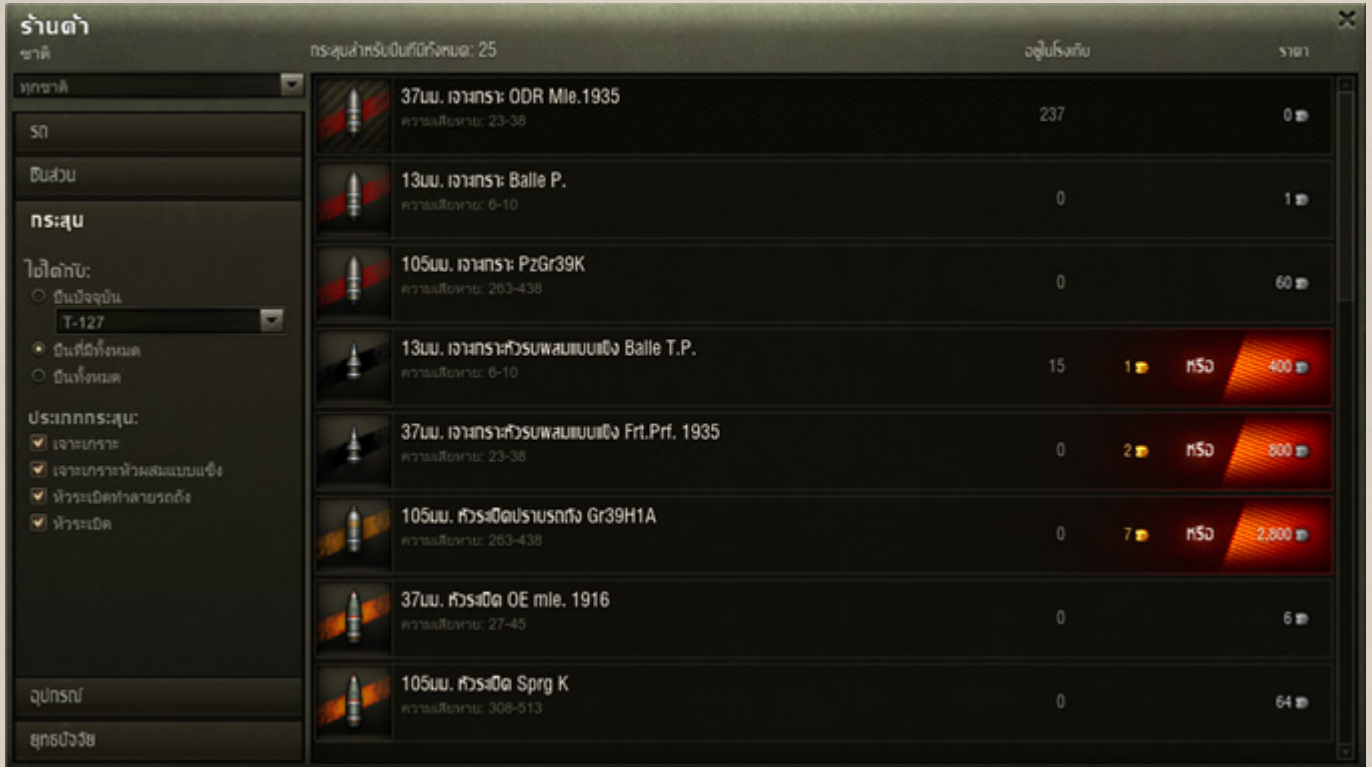 ร้านค้า
ชาติ
กระสุนสำหรับปืนที่มีทั้งหมด: 25
อยู่ในโรงเก็บ
ราคา
ทุกชาติ
รถ
ชิ้นส่วน
กระสุน
ใช้ได้กับ:
ปืนปัจจุบัน
T-127
ปืนที่มีทั้งหมด
ปืนทั้งหมด
ประเภทกระสุน:
เจาะเกราะ
เจาะเกราะหัวผสมแบบแข็ง
หัวระเบิดทำลายรถถัง
หัวระเบิด
อุปกรณ์
ยุทธปัจจัย
37มม. เจาะเกราะ ODR Mle.1935
ความเสียหาย: 23-38
237
0
13มม. เจาะเกราะ Balle P.
ความเสียหาย: 6-10
0
1
105มม. เจาะเกราะ PzGr39K
ความเสียหาย: 263-438
0
60
13มม. เจาะเกราะหัวรบผสมแบบแข็ง Balle T.P.
ความเสียหาย: 6-10
15
1 หรือ 400
37มม. เจาะเกราะหัวรบผสมแบบแข็ง Frt.Prf. 1935
ความเสียหาย: 23-38
0
2 หรือ 800
105มม. หัวระเบิดปราบรถถัง Gr39H1A
ความเสียหาย: 263-438
0
7 หรือ 2,800
37มม. หัวระเบิด OE mle. 1916
ความเสียหาย: 27-45
0
6
105มม. หัวระเบิด Sprg K
ความเสียหาย: 308-513
0
64